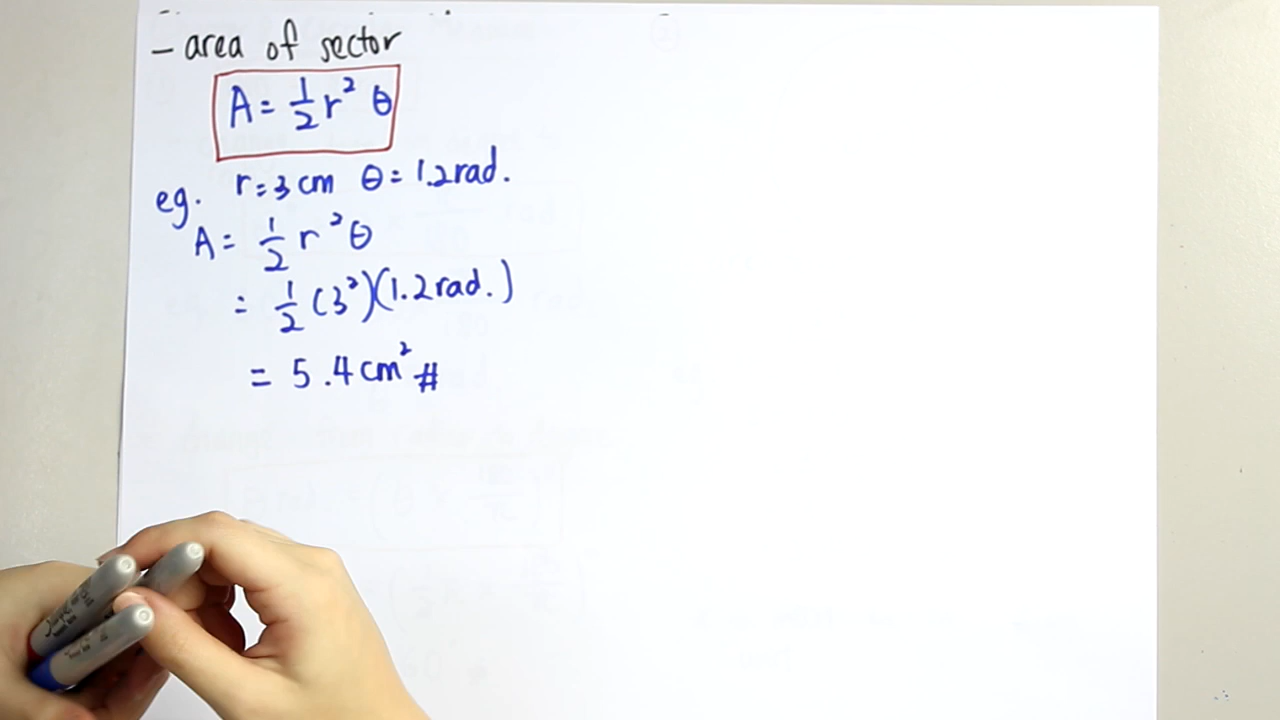 – area of sector
A = 1/2 r² θ
eg. r = 3 cm θ = 1.2 rad.
A = 1/2 r² θ
= 1/2 (3²)(1.2 rad.)
= 5.4 cm² #